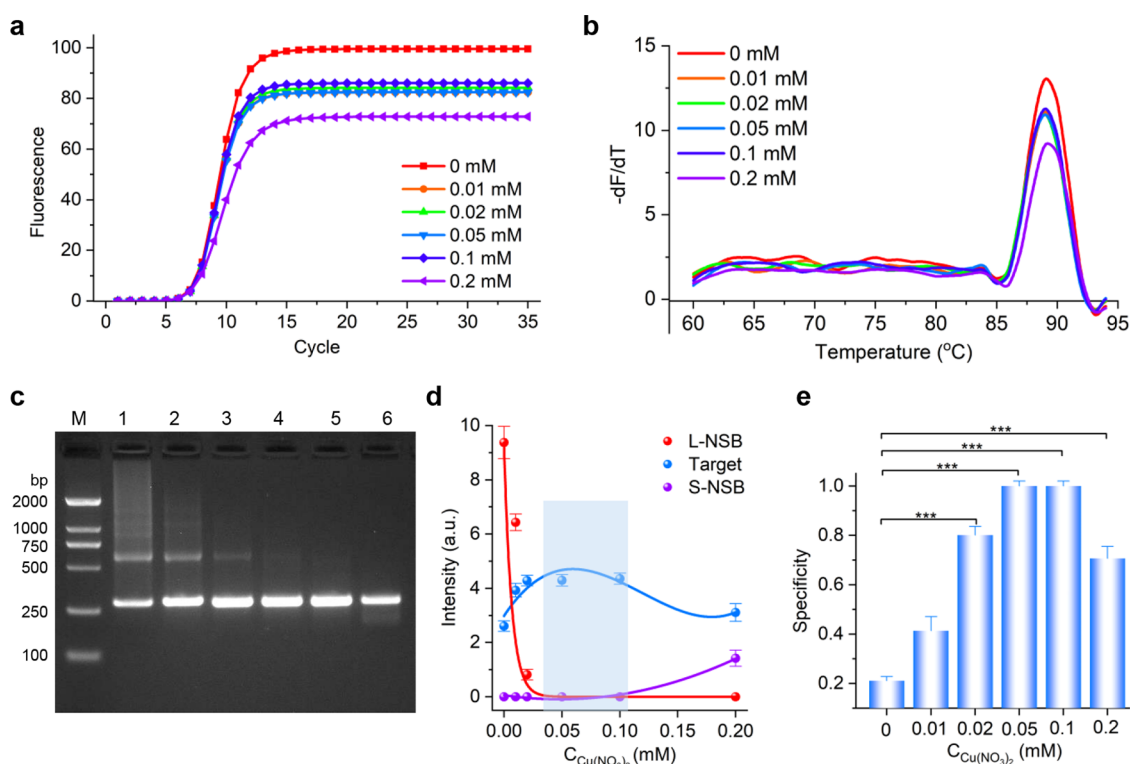 a
100
80
60
40
20
0
Fluorescence
0 mM
0.01 mM
0.02 mM
0.05 mM
0.1 mM
0.2 mM
0 5 10 15 20 25 30 35
Cycle
b
15
10
5
0
-dF/dT
0 mM
0.01 mM
0.02 mM
0.05 mM
0.1 mM
0.2 mM
60 65 70 75 80 85 90 95
Temperature (°C)
c
M 1 2 3 4 5 6
bp
2000
1000
750
500
250
100
d
10
8
6
4
2
0
Intensity (a.u.)
L-NSB
Target
S-NSB
0.00 0.05 0.10 0.15 0.20
C Cu(NO (mM)
e
***
***
***
***
1.0
0.8
0.6
0.4
0.2
Specificity
0 0.01 0.02 0.05 0.1 0.2
C Cu(NO3)2 (mM)